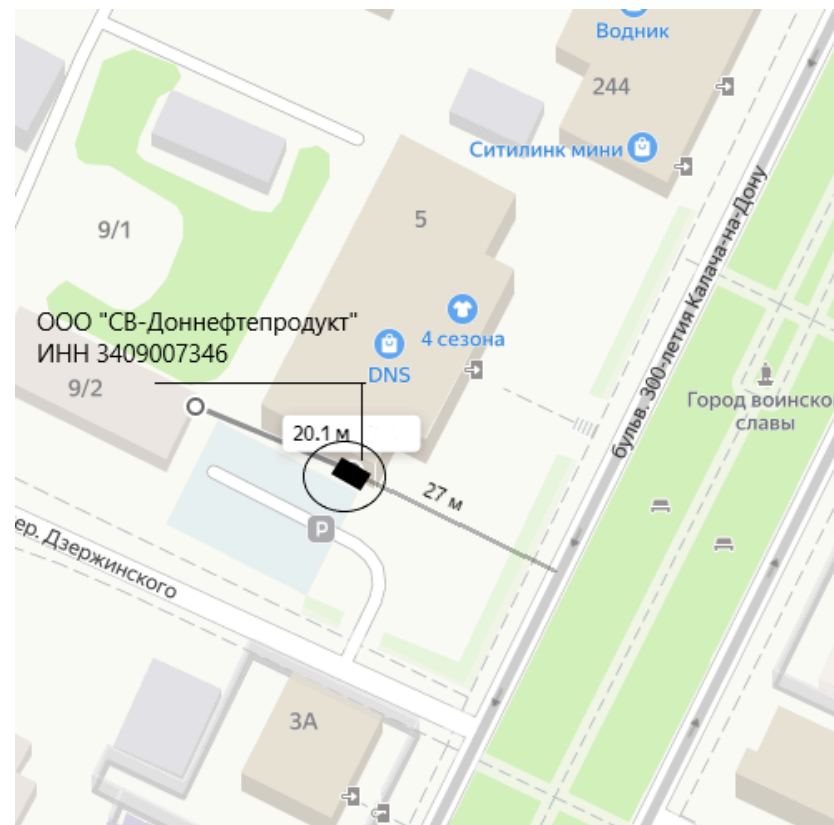 Водник
244
Ситилинк мини
5
9/1
бульв. 300-летия Калача-на-Дону
ООО "СВ-Доннефтепродукт"
ИНН 3409007346
4 сезона
DNS
9/2
Город воинско
славы
20.1 м
27 м
P
ер. Дзержинского
3А